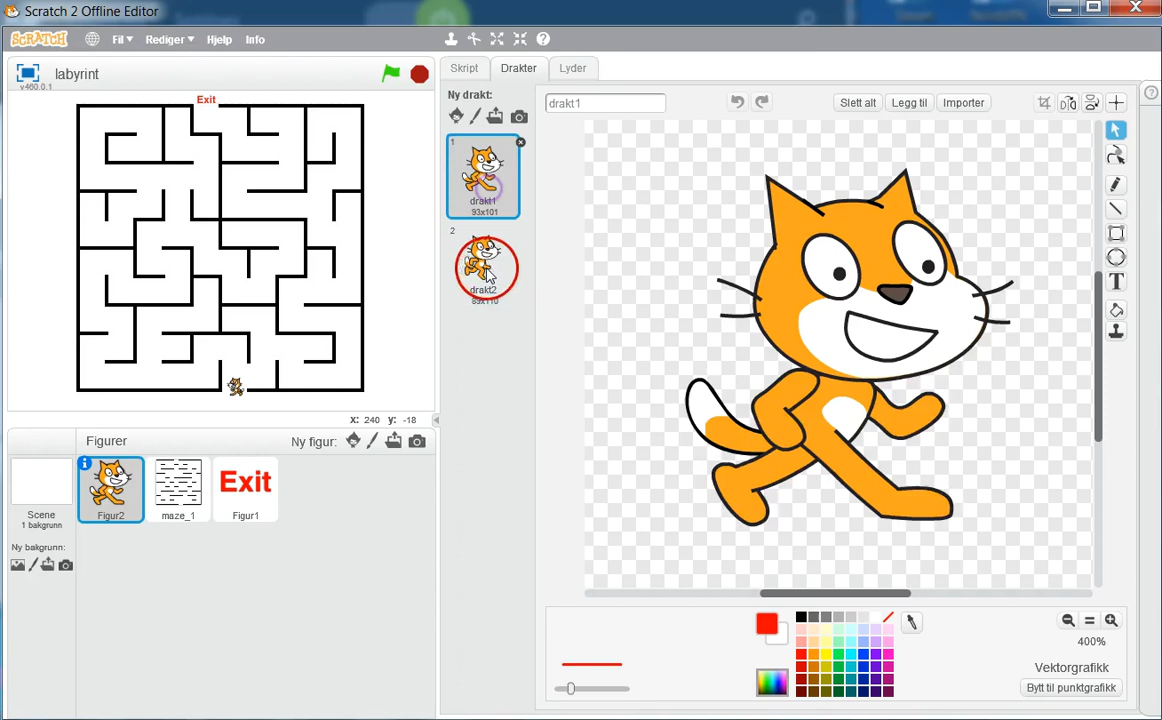 Scratch 2 Offline Editor
SCRATCH
Fil
Rediger
Hjelp
Info
v460.0.1
labyrint
Exit
x: 240 y: -18
Figurer
Ny figur:
Scene
1 bakgrunn
Ny bakgrunn:
Figur2
maze_1
Exit
Figur1
Skript
Drakter
Lyder
Ny drakt:
1
drakt1
93x101
2
drakt2
drakt1
Slett alt
Legg til
Importer
400%
Vektorgrafikk
Bytt til punktgrafikk